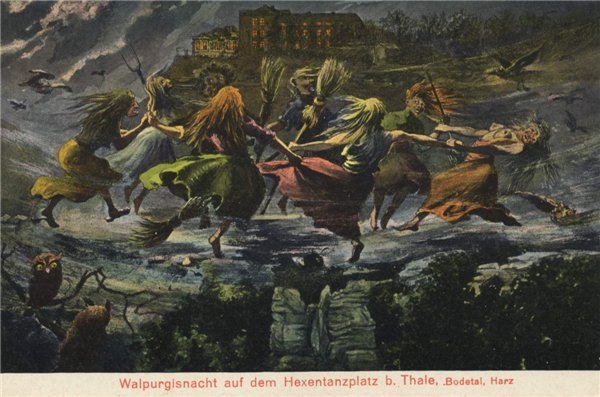 Walpurgisnacht auf dem Hexentanzplatz b. Thale, Bodetal, Harz